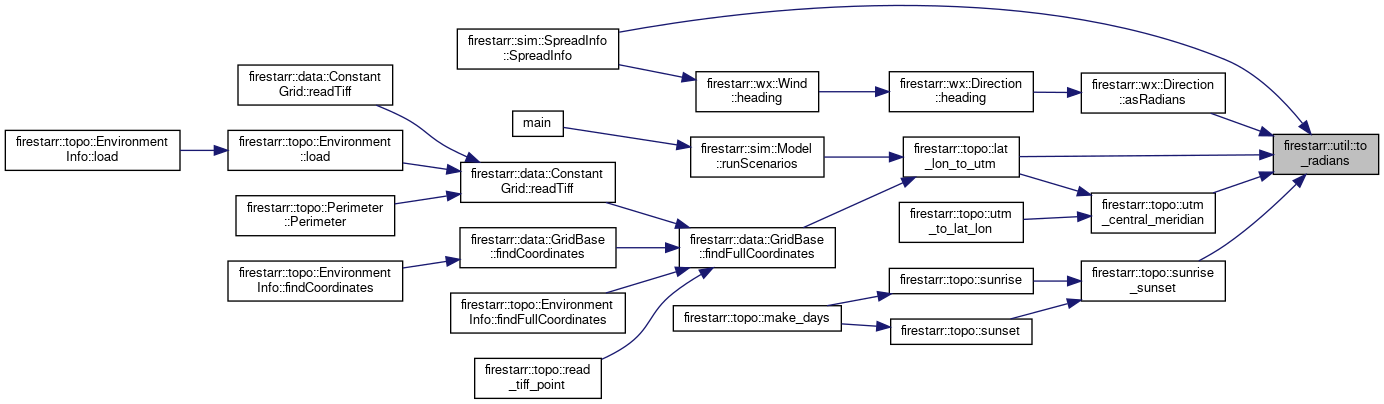 firestarr::sim::SpreadInfo
::SpreadInfo
firestarr::data::Constant
Grid::readTiff
firestarr::wx::Wind
::heading
firestarr::wx::Direction
::heading
firestarr::wx::Direction
::asRadians
main
firestarr::topo::Environment
Info::load
firestarr::topo::Environment
::load
firestarr::sim::Model
::runScenarios
firestarr::topo::lat
_lon_to_utm
firestarr::util::to
_radians
firestarr::data::Constant
Grid::readTiff
firestarr::topo::Perimeter
::Perimeter
firestarr::topo::utm
_to_lat_lon
firestarr::topo::utm
_central_meridian
firestarr::data::GridBase
::findCoordinates
firestarr::data::GridBase
::findFullCoordinates
firestarr::topo::Environment
Info::findCoordinates
firestarr::topo::sunrise
firestarr::topo::sunrise
_sunset
firestarr::topo::Environment
Info::findFullCoordinates
firestarr::topo::make_days
firestarr::topo::sunset
firestarr::topo::read
_tiff_point